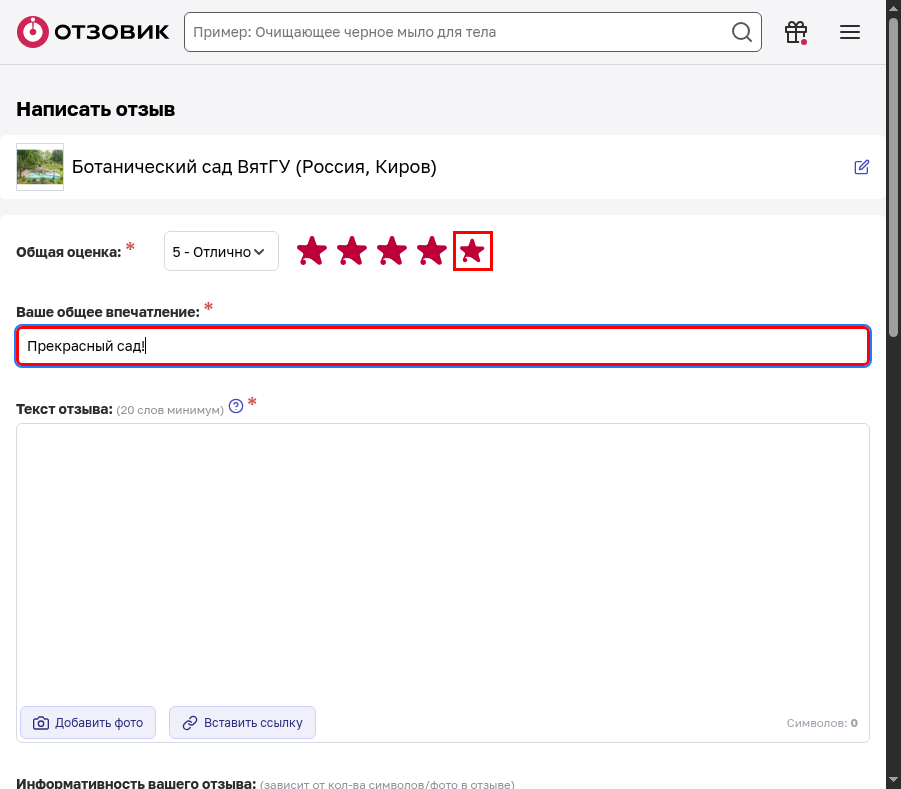 ОТЗОВИК
Пример: Очищающее черное мыло для тела
Написать отзыв
Ботанический сад ВятГУ (Россия, Киров)
Общая оценка: *
5 - Отлично
Ваше общее впечатление: *
Прекрасный сад!
Текст отзыва: (20 слов минимум) ? *
Добавить фото
Вставить ссылку
Символов: 0
Информативность вашего отзыва: (зависит от кол-ва символов/фото в отзыве)